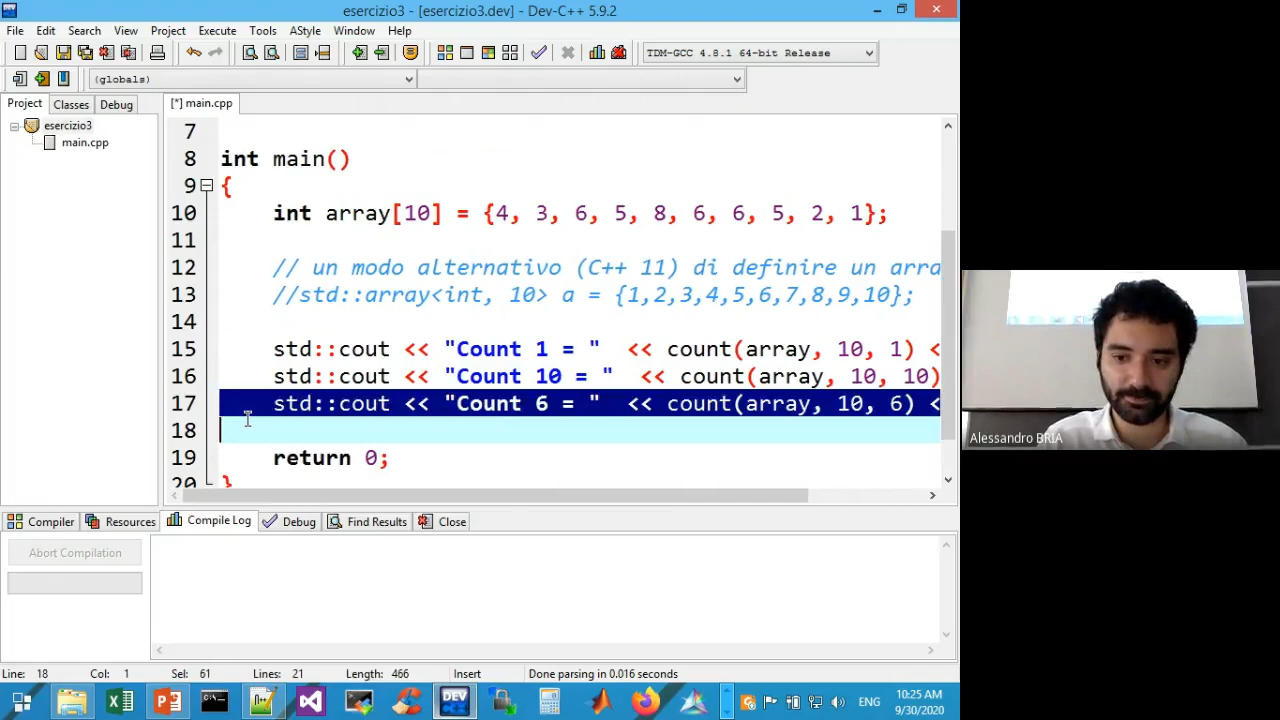 esercizio3 - [esercizio3.dev] - Dev-C++ 5.9.2
File Edit Search View Project Execute Tools AStyle Window Help
TDM-GCC 4.8.1 64-bit Release
(globals)
Project Classes Debug
[*] main.cpp
esercizio3
main.cpp
7
8 int main()
9 {
10 int array[10] = {4, 3, 6, 5, 8, 6, 6, 5, 2, 1};
11
12 // un modo alternativo (C++ 11) di definire un arra
13 //std::array<int, 10> a = {1,2,3,4,5,6,7,8,9,10};
14
15 std::cout << "Count 1 = " << count(array, 10, 1) <
16 std::cout << "Count 10 = " << count(array, 10, 10)
17 std::cout << "Count 6 = " << count(array, 10, 6) <
18
19 return 0;
20 }
Compiler Resources Compile Log Debug Find Results Close
Abort Compilation
Line: 18 Col: 1 Sel: 61 Lines: 21 Length: 466 Insert Done parsing in 0.016 seconds
DEV
ENG
10:25 AM
9/30/2020
Alessandro BRIA